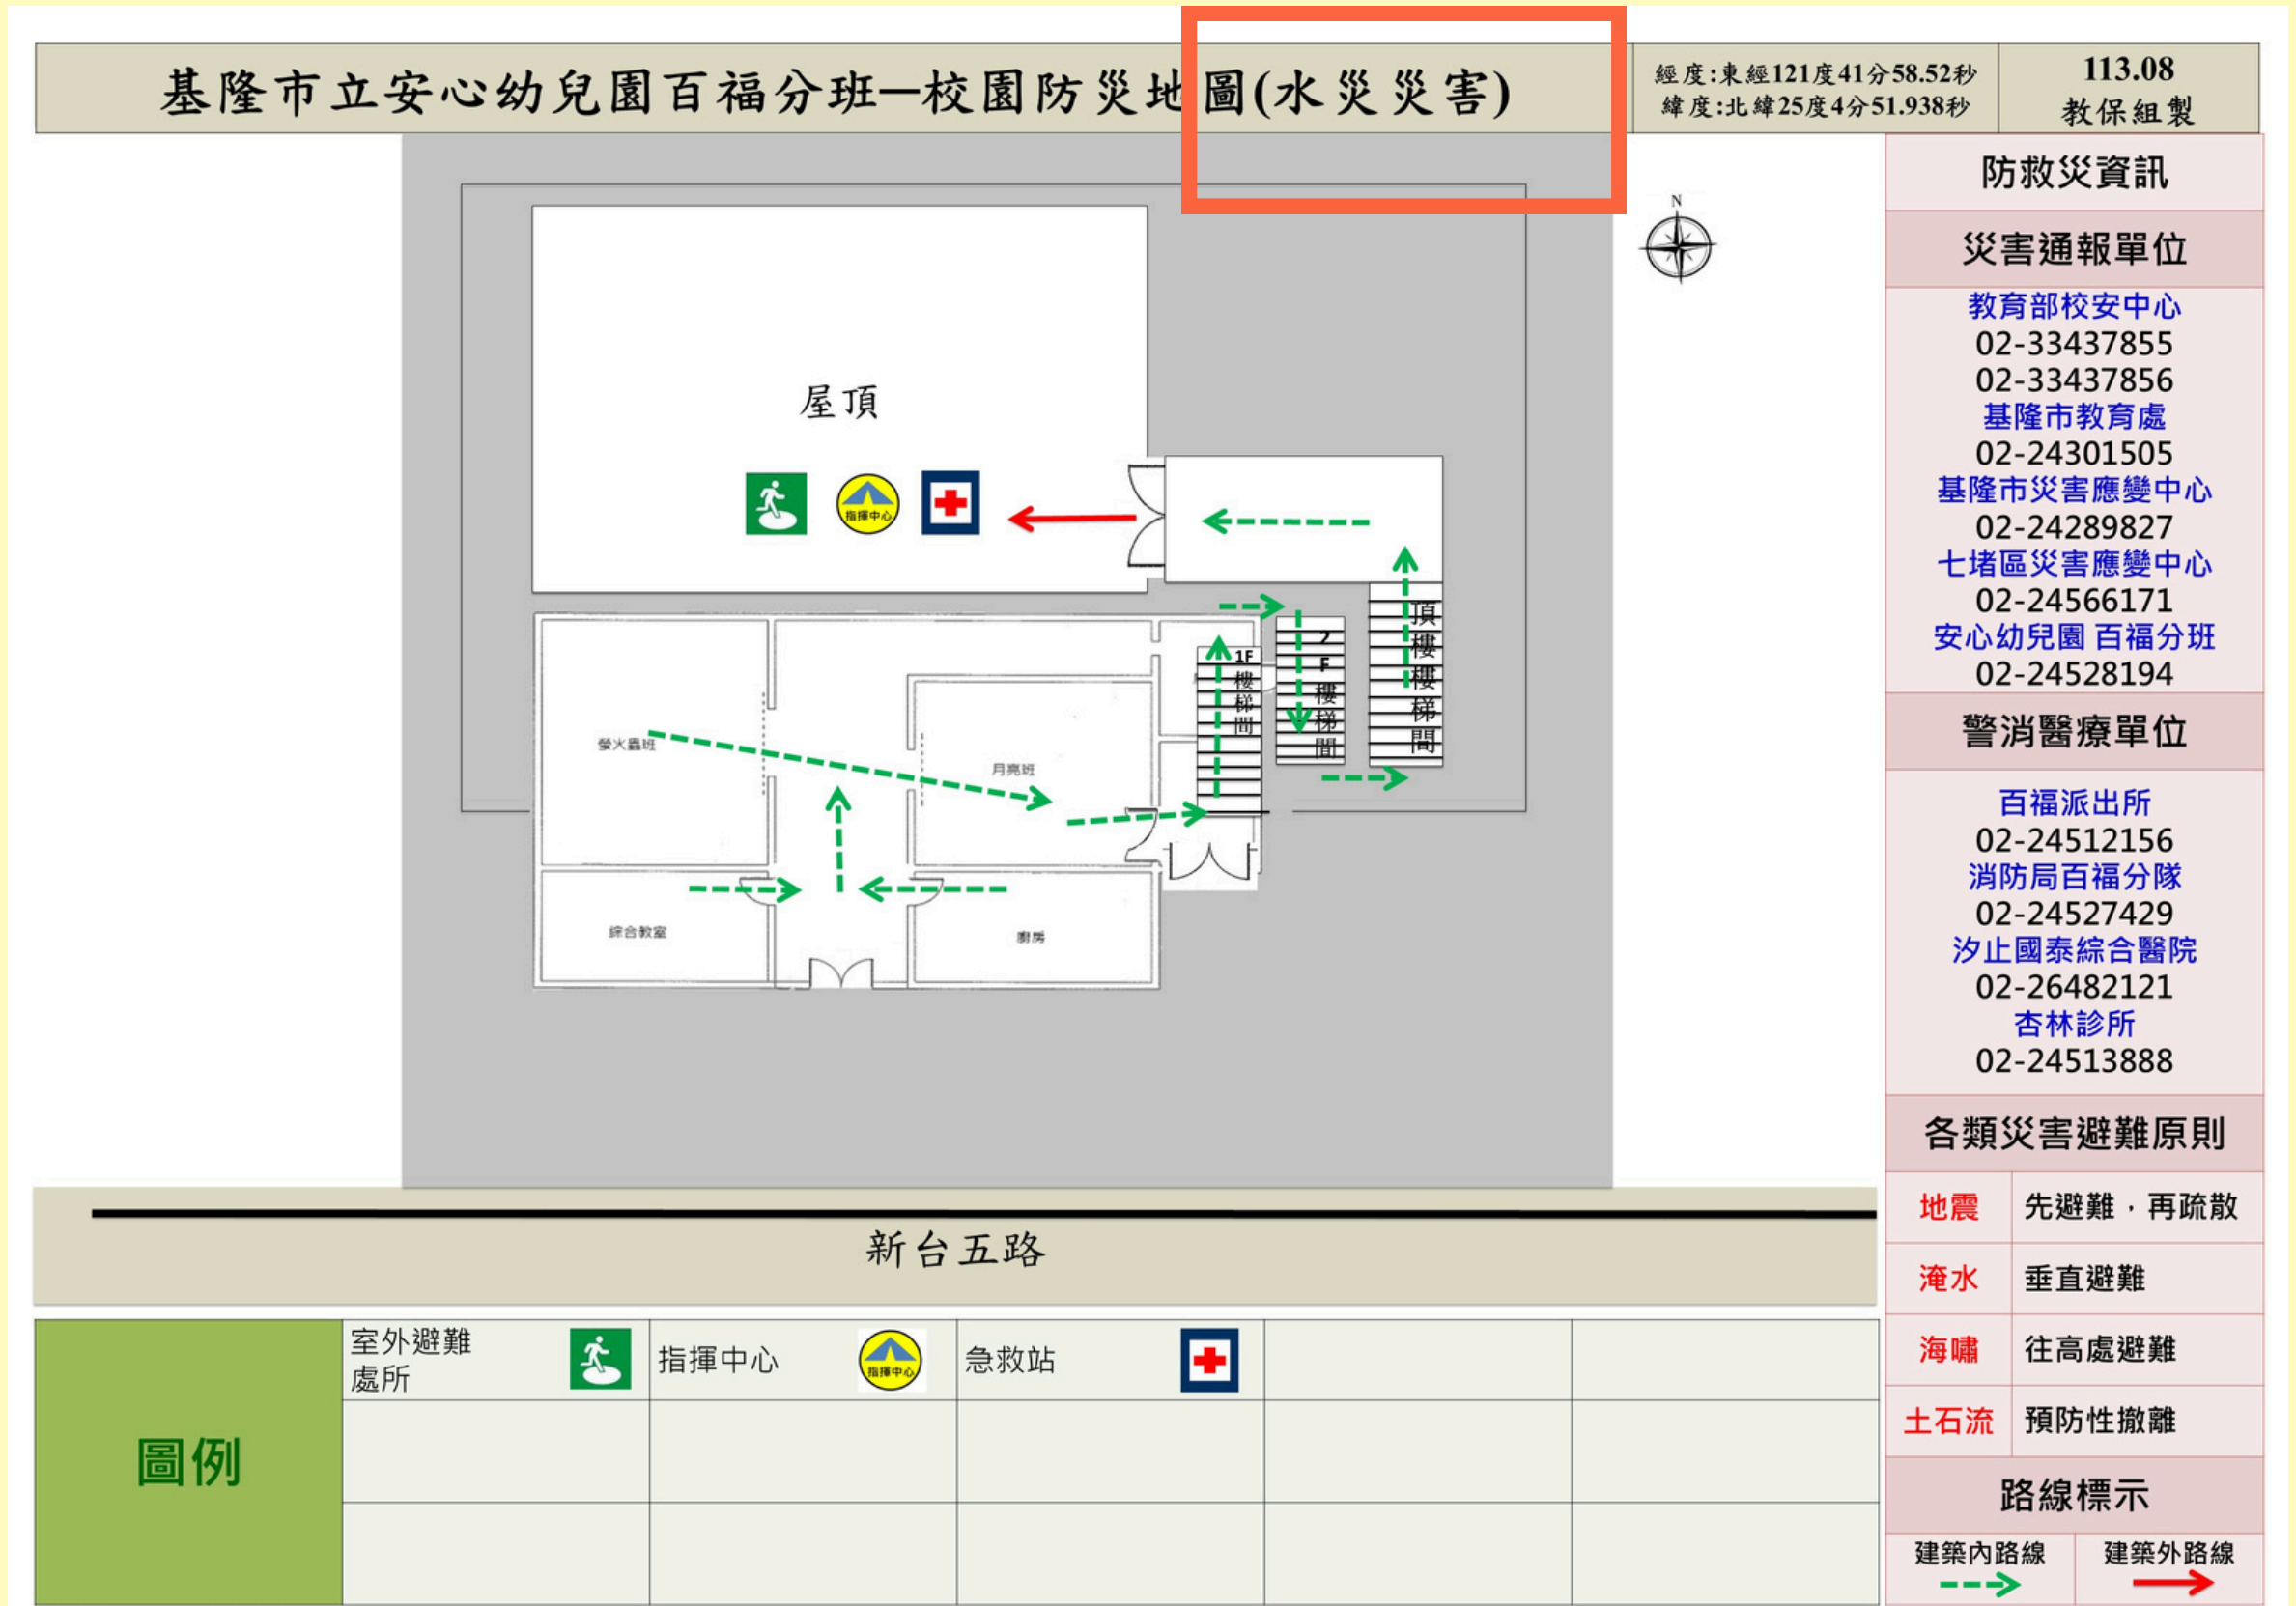 基隆市立安心幼兒園百福分班─校園防災地圖(水災災害)
經度:東經121度41分58.52秒
緯度:北緯25度4分51.938秒
113.08
教保組製
N
屋頂
指揮中心
1F樓梯間
2F樓梯間
頂樓樓梯間
螢火蟲班
月亮班
綜合教室
廚房
新台五路
圖例
室外避難
處所
指揮中心
指揮中心
急救站
防救災資訊
災害通報單位
教育部校安中心
02-33437855
02-33437856
基隆市教育處
02-24301505
基隆市災害應變中心
02-24289827
七堵區災害應變中心
02-24566171
安心幼兒園 百福分班
02-24528194
警消醫療單位
百福派出所
02-24512156
消防局百福分隊
02-24527429
汐止國泰綜合醫院
02-26482121
杏林診所
02-24513888
各類災害避難原則
地震 先避難，再疏散
淹水 垂直避難
海嘯 往高處避難
土石流 預防性撤離
路線標示
建築內路線 建築外路線